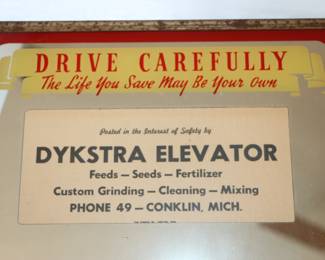 DRIVE CAREFULLY
The Life You Save May Be Your Own
Posted in the Interest of Safety by
DYKSTRA ELEVATOR
Feeds — Seeds — Fertilizer
Custom Grinding — Cleaning — Mixing
PHONE 49 — CONKLIN, MICH.